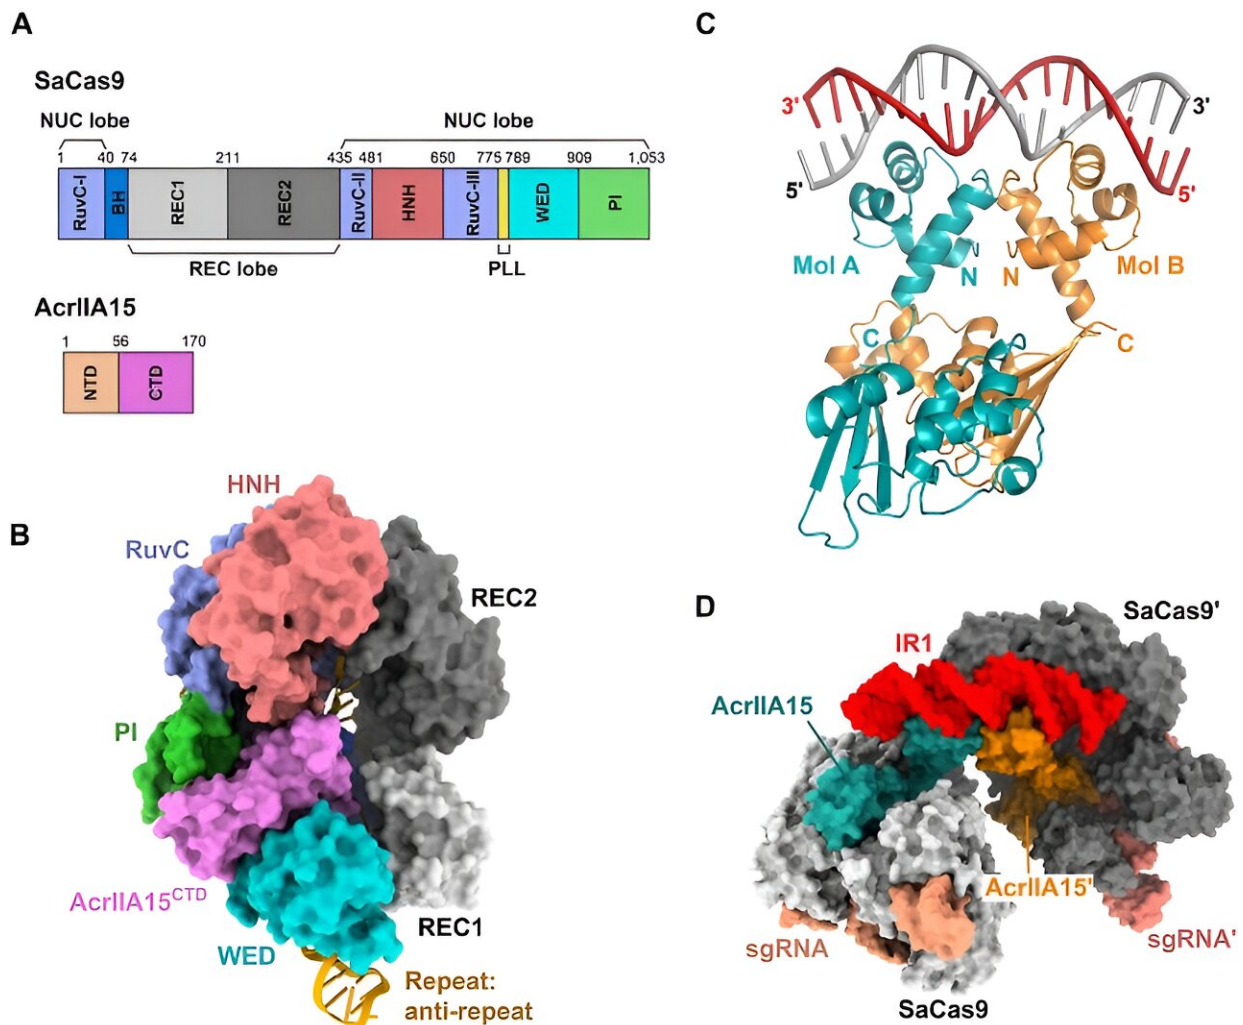 A
SaCas9
NUC lobe
NUC lobe
1 40 74 211 435 481 650 775 789 909 1,053
RuvC-I BH REC1 REC2 RuvC-II HNH RuvC-III WED PI
REC lobe
PLL
AcrIIA15
1 56 170
NTD CTD
B
HNH
RuvC
REC2
PI
AcrIIA15CTD
REC1
WED
Repeat:
anti-repeat
C
3' 3'
5' 5'
Mol A N N Mol B
C C
D
SaCas9'
IR1
AcrIIA15
AcrIIA15'
sgRNA
sgRNA'
SaCas9